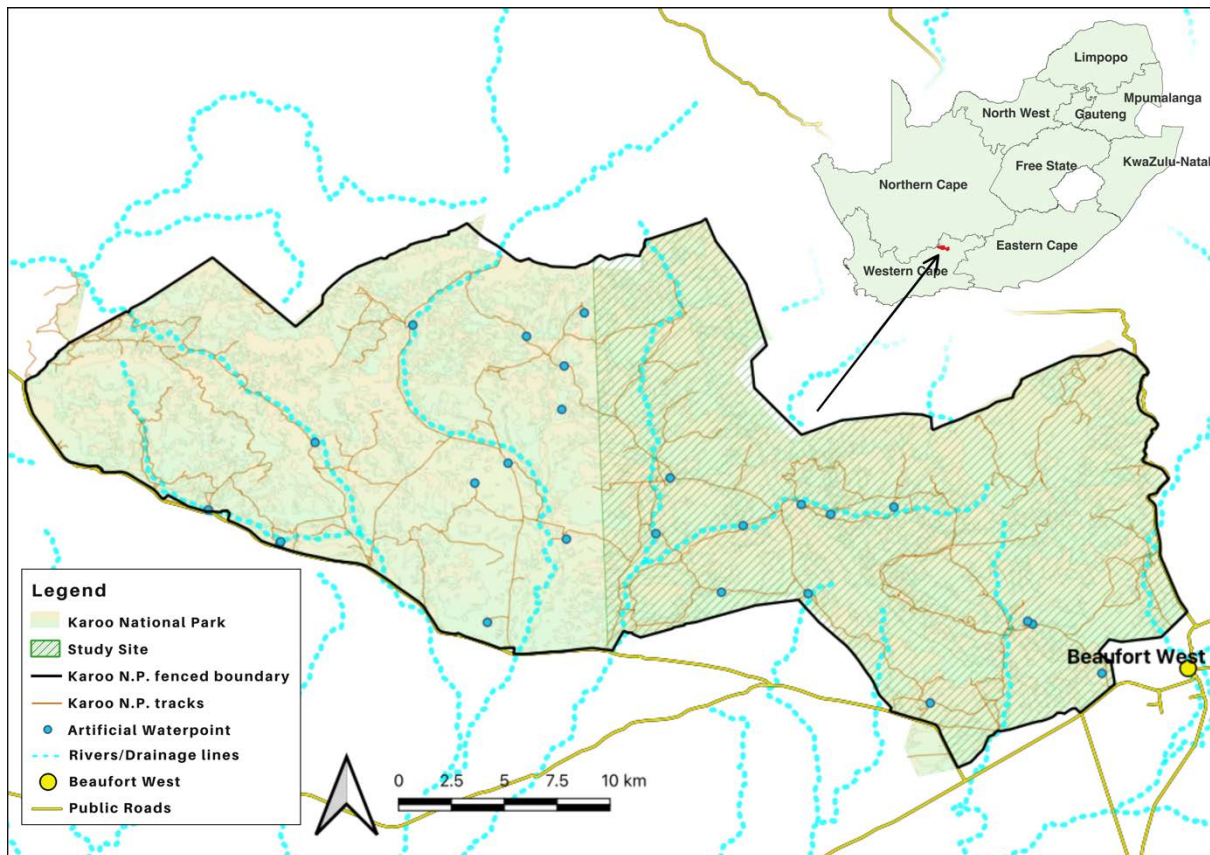 Limpopo
Mpumalanga
North West
Gauteng
Free State
KwaZulu-Natal
Northern Cape
Eastern Cape
Western Cape
Beaufort West
Legend
Karoo National Park
Study Site
Karoo N.P. fenced boundary
Karoo N.P. tracks
Artificial Waterpoint
Rivers/Drainage lines
Beaufort West
Public Roads
0 2.5 5 7.5 10 km